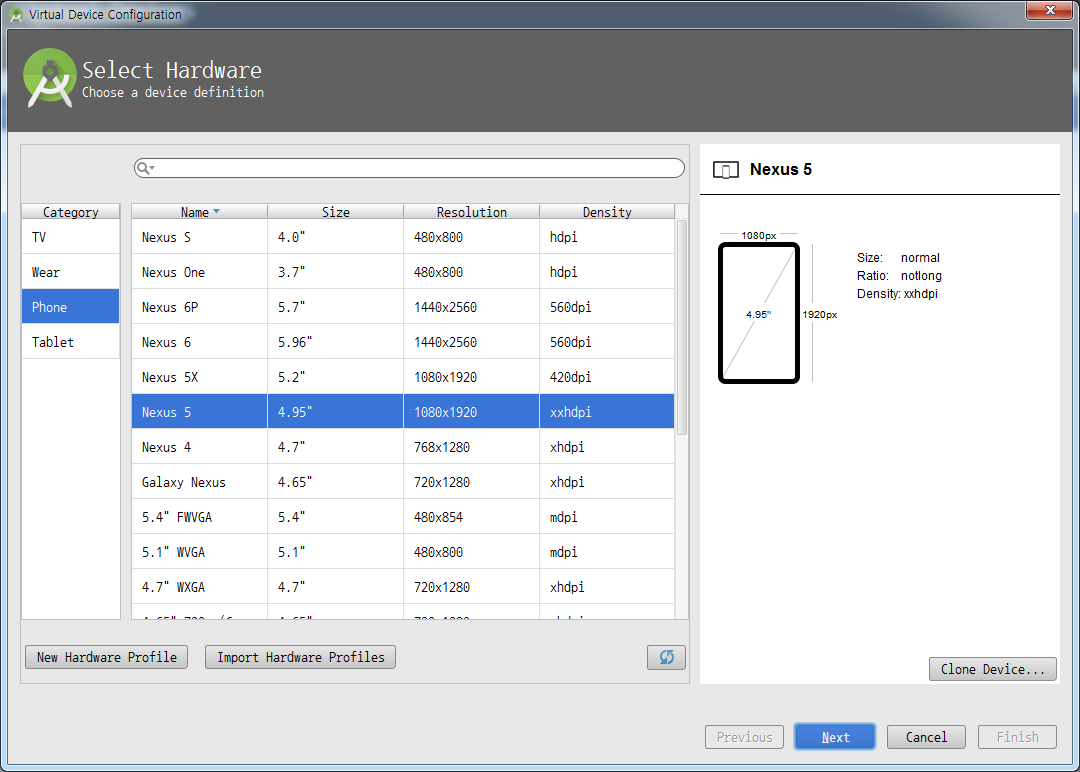 Virtual Device Configuration
Select Hardware
Choose a device definition
Category
TV
Wear
Phone
Tablet
Name Size Resolution Density
Nexus S 4.0" 480x800 hdpi
Nexus One 3.7" 480x800 hdpi
Nexus 6P 5.7" 1440x2560 560dpi
Nexus 6 5.96" 1440x2560 560dpi
Nexus 5X 5.2" 1080x1920 420dpi
Nexus 5 4.95" 1080x1920 xxhdpi
Nexus 4 4.7" 768x1280 xhdpi
Galaxy Nexus 4.65" 720x1280 xhdpi
5.4" FWVGA 5.4" 480x854 mdpi
5.1" WVGA 5.1" 480x800 mdpi
4.7" WXGA 4.7" 720x1280 xhdpi
New Hardware Profile Import Hardware Profiles
Nexus 5
1080px
4.95"
1920px
Size: normal
Ratio: notlong
Density: xxhdpi
Clone Device...
Previous Next Cancel Finish